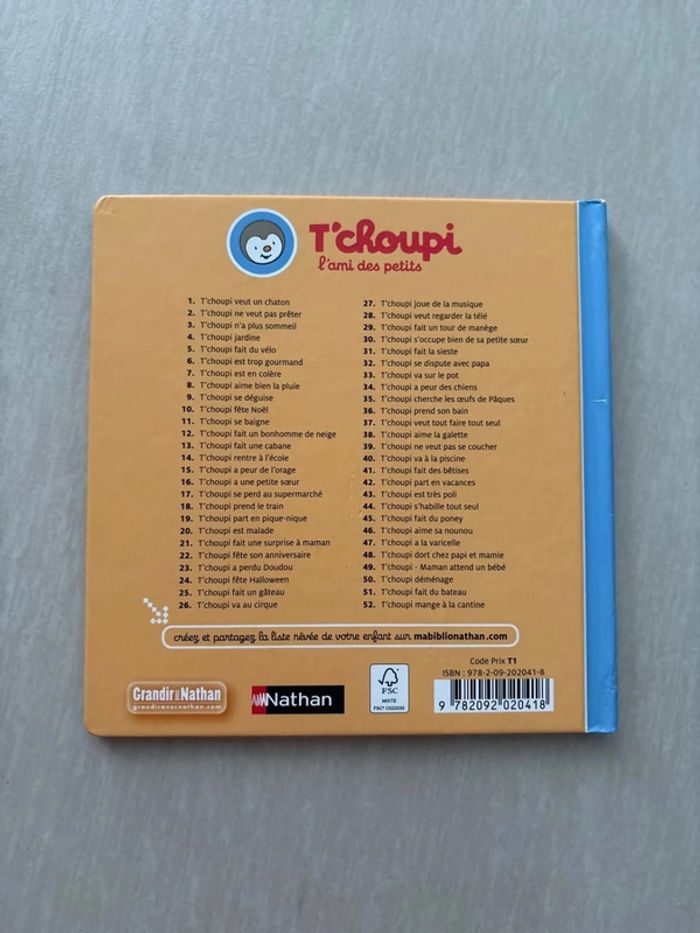 T'choupi
l'ami des petits
1. T'choupi veut un chaton
2. T'choupi ne veut pas prêter
3. T'choupi n'a plus sommeil
4. T'choupi jardine
5. T'choupi fait du vélo
6. T'choupi est trop gourmand
7. T'choupi est en colère
8. T'choupi aime bien la pluie
9. T'choupi se déguise
10. T'choupi fête Noël
11. T'choupi se baigne
12. T'choupi fait un bonhomme de neige
13. T'choupi fait une cabane
14. T'choupi rentre à l'école
15. T'choupi a peur de l'orage
16. T'choupi a une petite sœur
17. T'choupi se perd au supermarché
18. T'choupi prend le train
19. T'choupi part en pique-nique
20. T'choupi est malade
21. T'choupi fait une surprise à maman
22. T'choupi fête son anniversaire
23. T'choupi a perdu Doudou
24. T'choupi fête Halloween
25. T'choupi fait un gâteau
26. T'choupi va au cirque
27. T'choupi joue de la musique
28. T'choupi veut regarder la télé
29. T'choupi fait un tour de manège
30. T'choupi s'occupe bien de sa petite sœur
31. T'choupi fait la sieste
32. T'choupi se dispute avec papa
33. T'choupi va sur le pot
34. T'choupi a peur des chiens
35. T'choupi cherche les œufs de Pâques
36. T'choupi prend son bain
37. T'choupi veut tout faire tout seul
38. T'choupi aime la galette
39. T'choupi ne veut pas se coucher
40. T'choupi va à la piscine
41. T'choupi fait des bêtises
42. T'choupi part en vacances
43. T'choupi est très poli
44. T'choupi s'habille tout seul
45. T'choupi fait du poney
46. T'choupi aime sa nounou
47. T'choupi a la varicelle
48. T'choupi dort chez papi et mamie
49. T'choupi - Maman attend un bébé
50. T'choupi déménage
51. T'choupi fait du bateau
52. T'choupi mange à la cantine
créez et partagez la liste rêvée de votre enfant sur mabiblionathan.com
Code Prix T1
ISBN : 978-2-09-202041-8
Grandir avec Nathan
grandiravecnathan.com
Nathan
FSC
MIXTE
FSC® C022030
9 782092 020418